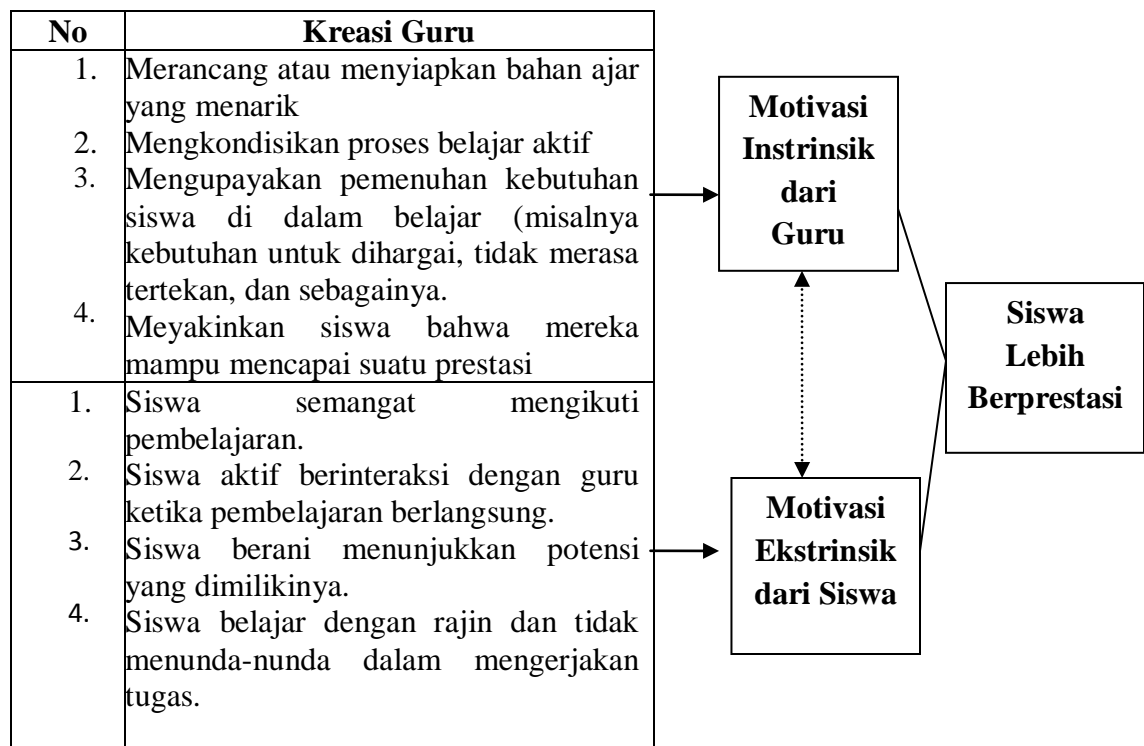 No Kreasi Guru
1. Merancang atau menyiapkan bahan ajar
yang menarik
2. Mengkondisikan proses belajar aktif
3. Mengupayakan pemenuhan kebutuhan
siswa di dalam belajar (misalnya
kebutuhan untuk dihargai, tidak merasa
tertekan, dan sebagainya.
4. Meyakinkan siswa bahwa mereka
mampu mencapai suatu prestasi
1. Siswa semangat mengikuti
pembelajaran.
2. Siswa aktif berinteraksi dengan guru
ketika pembelajaran berlangsung.
3. Siswa berani menunjukkan potensi
yang dimilikinya.
4. Siswa belajar dengan rajin dan tidak
menunda-nunda dalam mengerjakan
tugas.
Motivasi
Instrinsik
dari
Guru
Motivasi
Ekstrinsik
dari Siswa
Siswa
Lebih
Berprestasi